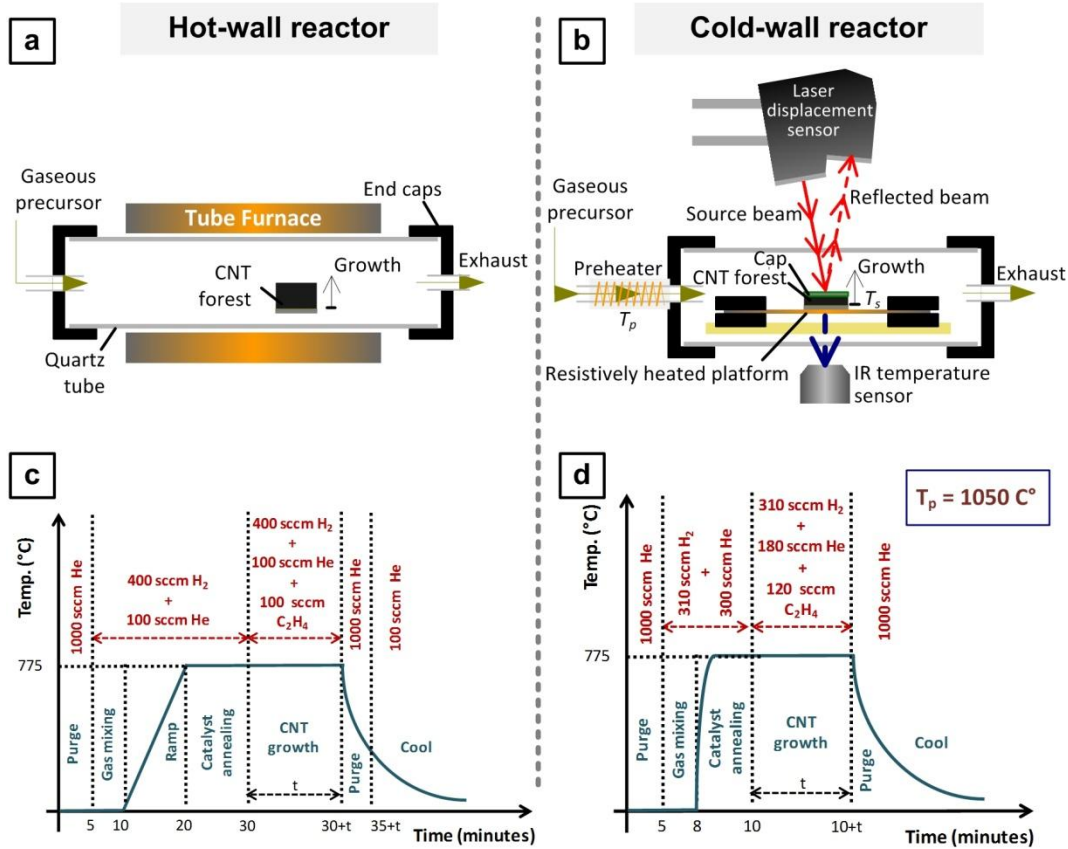 a
Hot-wall reactor
Gaseous
precursor
End caps
Tube Furnace
CNT
forest
Growth
Exhaust
Quartz
tube
b
Cold-wall reactor
Laser
displacement
sensor
Gaseous
precursor
Source beam
Reflected beam
Preheater
Cap
CNT forest
Growth
Exhaust
Tₚ
Tₛ
Resistively heated platform
IR temperature
sensor
c
Temp. (°C)
775
1000 sccm He
400 sccm H₂
+
100 sccm He
400 sccm H₂
+
100 sccm He
+
100 sccm
C₂H₄
1000 sccm He
100 sccm He
Purge
Gas mixing
Ramp
Catalyst
annealing
CNT
growth
t
Purge
Cool
5
10
20
30
30+t
35+t
Time (minutes)
d
Tₚ = 1050 C°
Temp. (°C)
775
1000 sccm He
310 sccm H₂
+
300 sccm He
310 sccm H₂
+
180 sccm He
+
120 sccm
C₂H₄
1000 sccm He
Purge
Gas mixing
Catalyst
annealing
CNT
growth
t
Purge
Cool
5
8
10
10+t
Time (minutes)